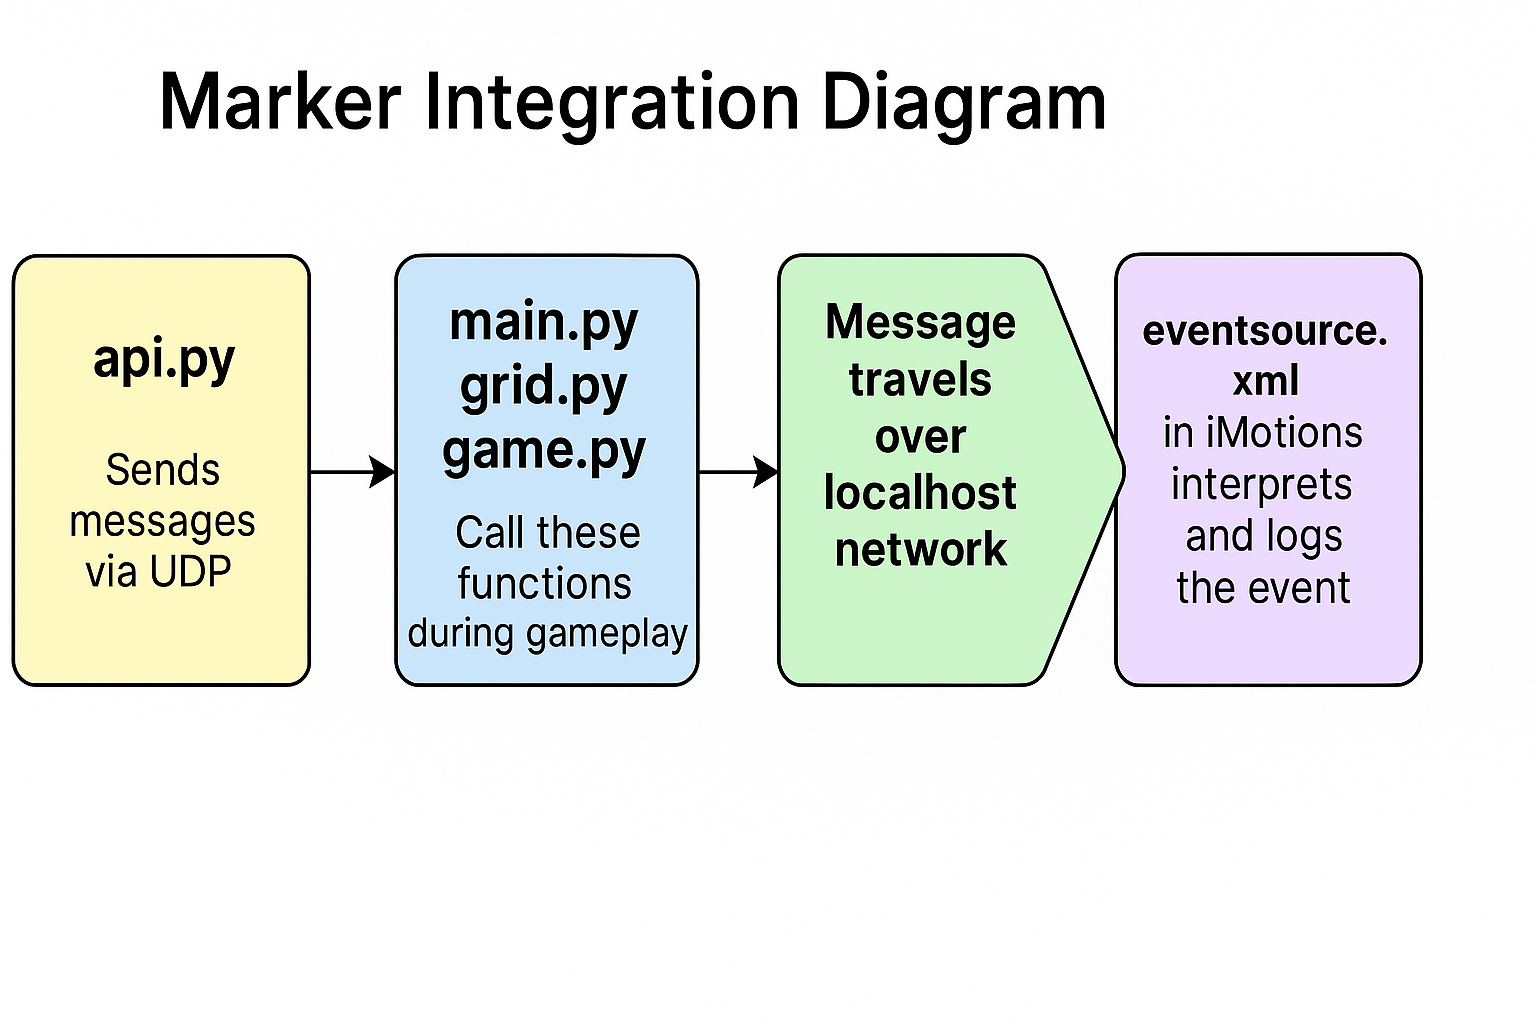 Marker Integration Diagram
api.py
Sends
messages
via UDP
main.py
grid.py
game.py
Call these
functions
during gameplay
Message
travels
over
localhost
network
eventsource.
xml
in iMotions
interprets
and logs
the event